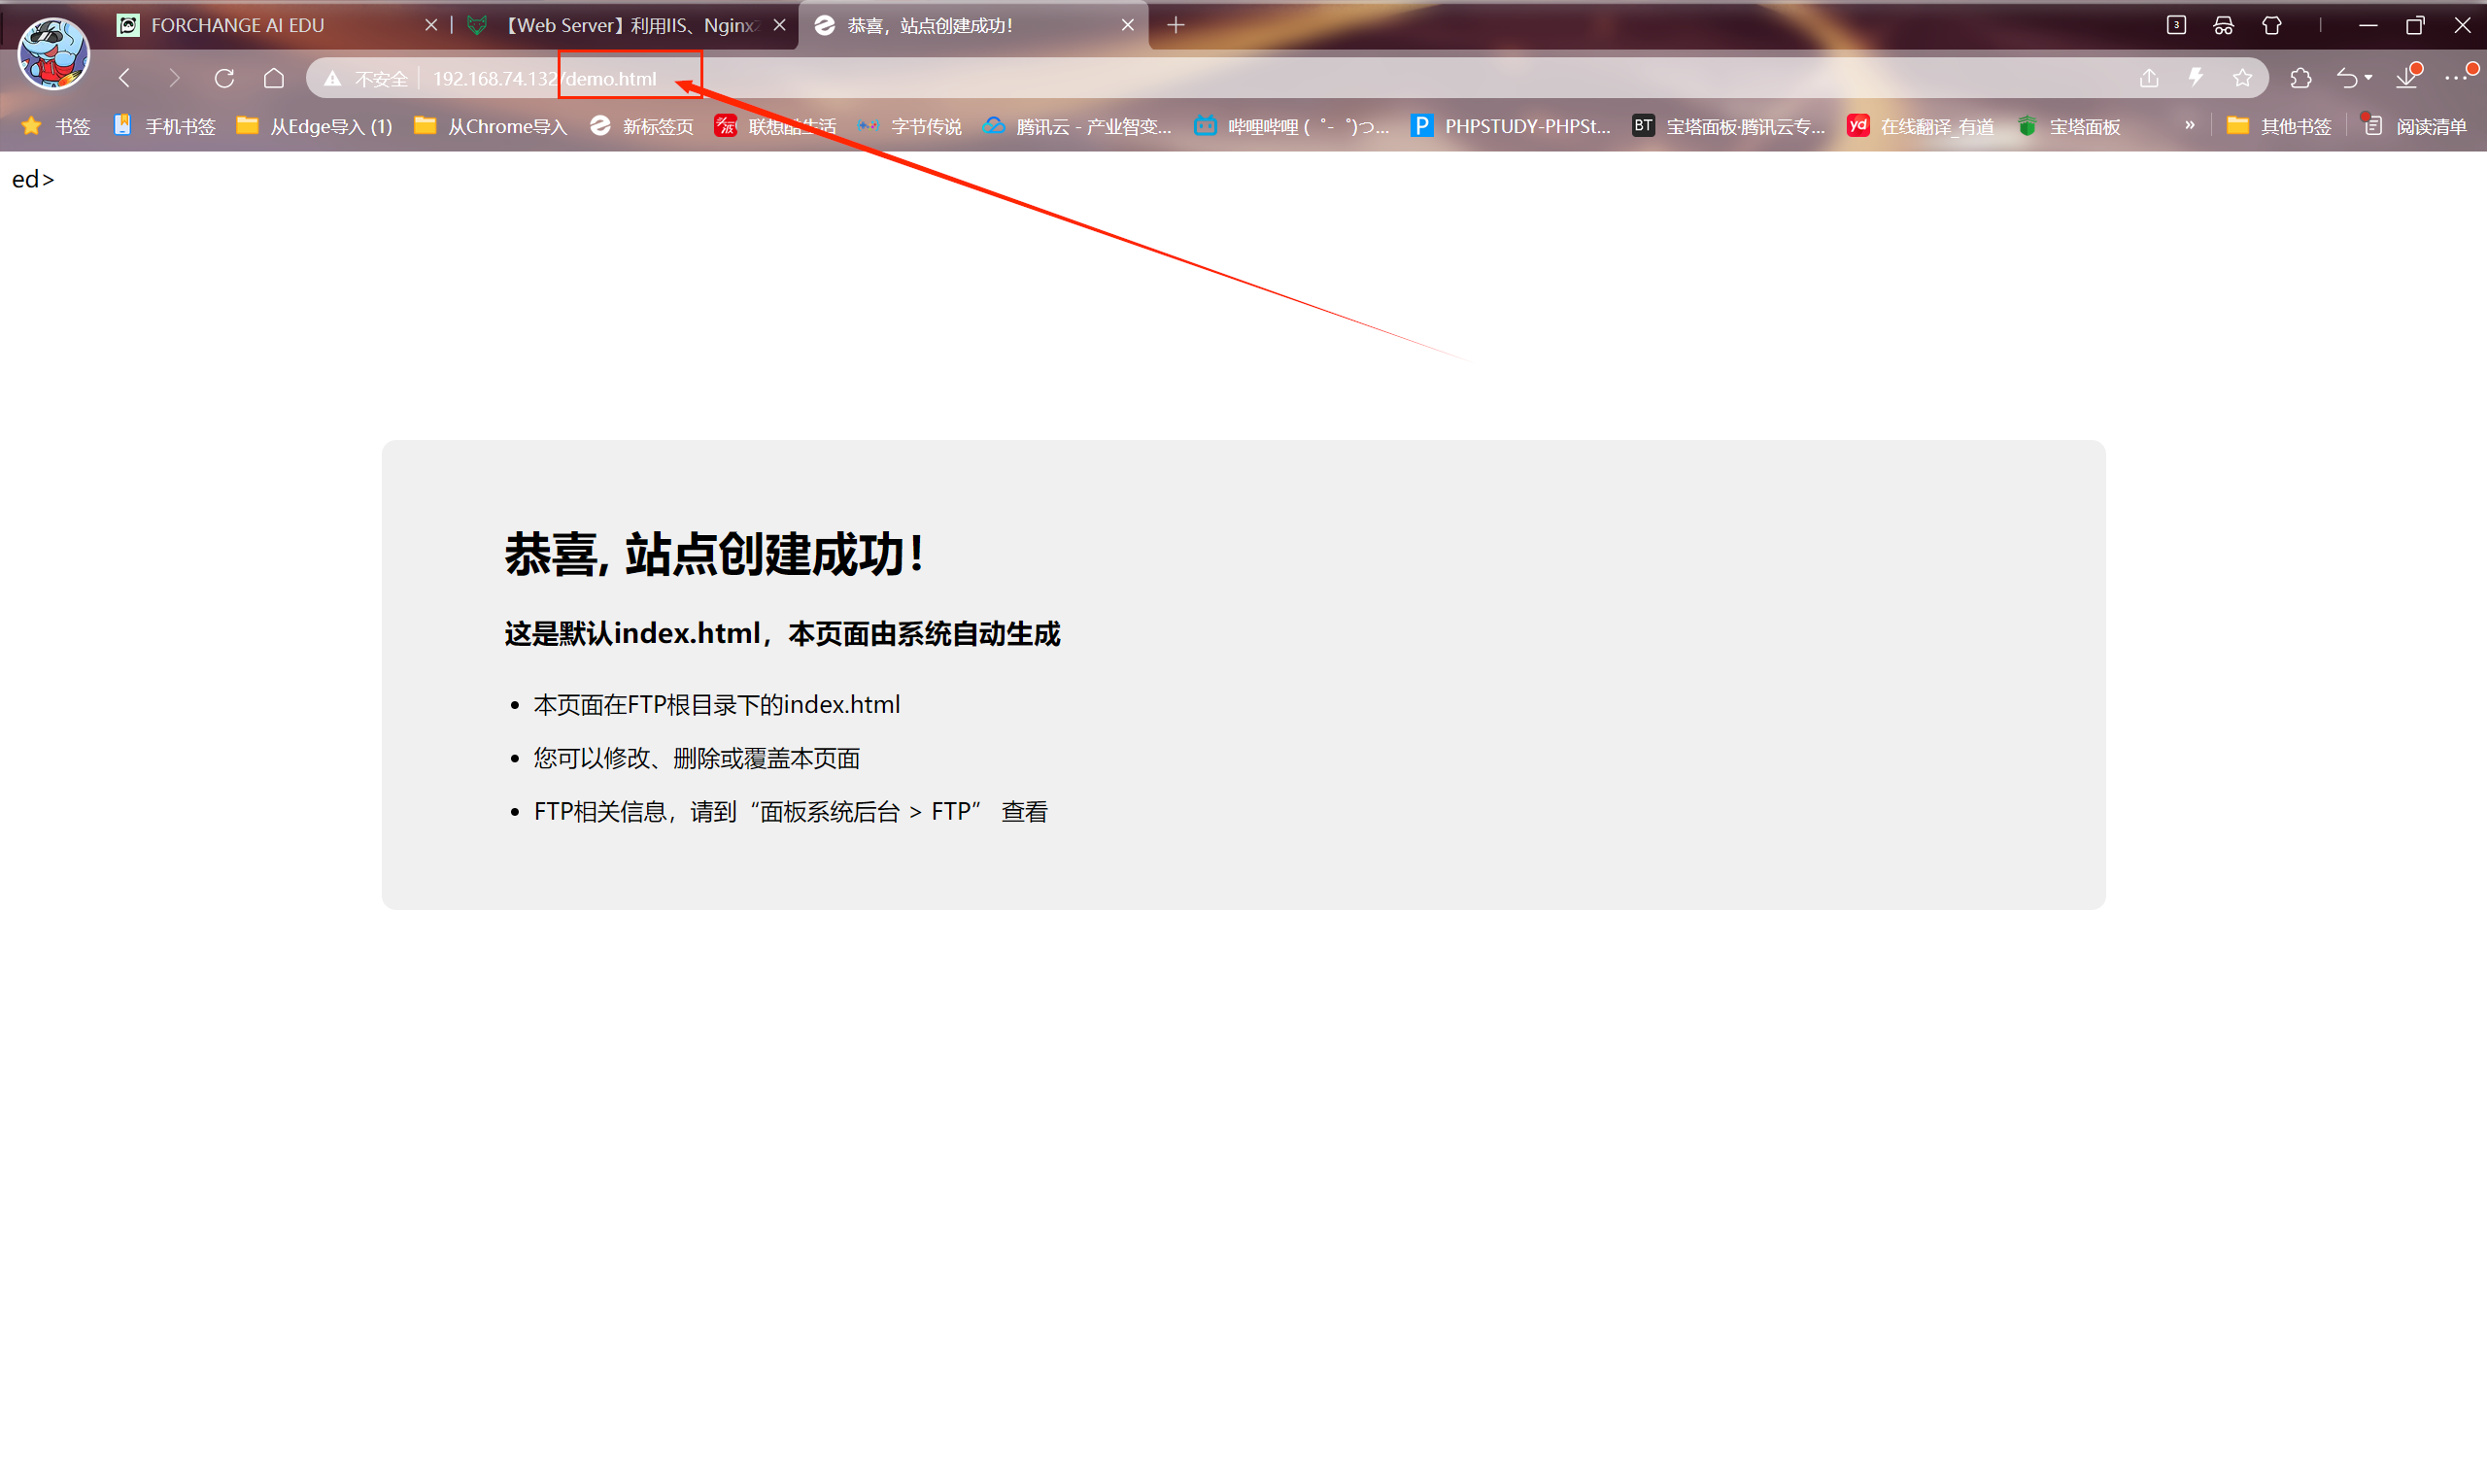 FORCHANGE AI EDU
【Web Server】利用IIS、Nginx
恭喜，站点创建成功！
3
不安全
192.168.74.132/demo.html
书签
手机书签
从Edge导入 (1)
从Chrome导入
新标签页
联想酷生活
字节传说
腾讯云 - 产业智变...
哔哩哔哩 (゜-゜)つ...
P
PHPSTUDY-PHPSt...
BT
宝塔面板·腾讯云专...
yd
在线翻译_有道
宝塔面板
»
其他书签
阅读清单
ed>
恭喜, 站点创建成功！
这是默认index.html，本页面由系统自动生成
• 本页面在FTP根目录下的index.html
• 您可以修改、删除或覆盖本页面
• FTP相关信息，请到“面板系统后台 > FTP” 查看